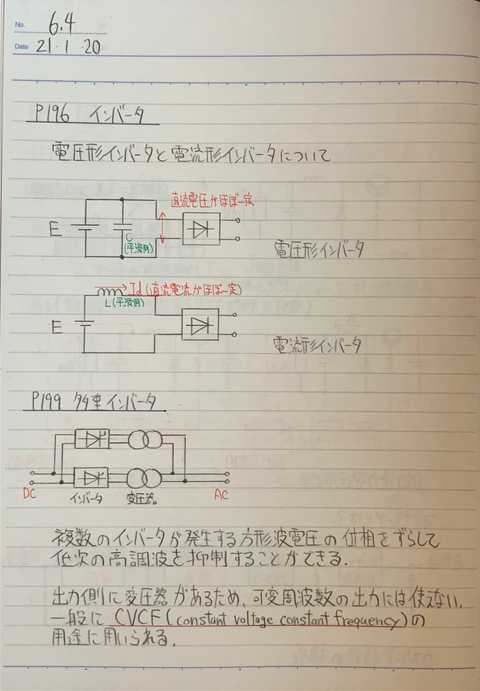 No. 6.4
Date 21・1・20
P196 インバータ
電圧形インバータと電流形インバータについて
直流電圧がほぼ一定
E
C
(平滑用)
電圧形インバータ
Id (直流電流がほぼ一定)
L(平滑用)
E
電流形インバータ
P199 多重インバータ
DC
インバータ
変圧器
AC
複数のインバータが発生する方形波電圧の位相をずらして
低次の高調波を抑制することができる.
出力側に変圧器があるため、可変周波数の出力には使えない.
一般に CVCF(constant voltage constant frequency)の
用途に用いられる.